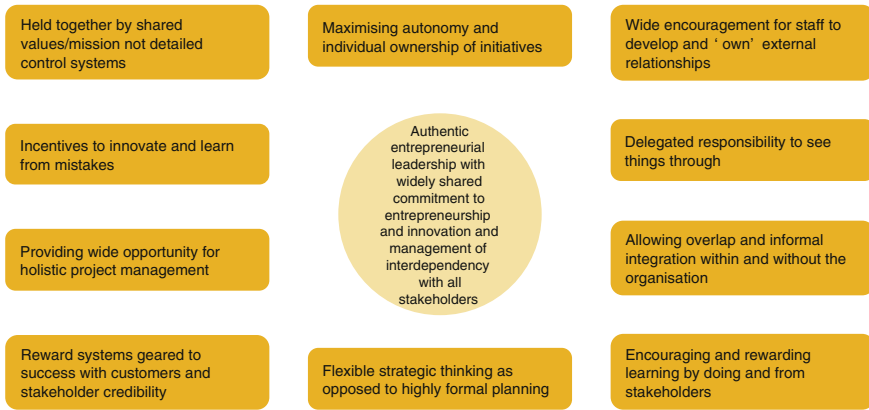 Held together by shared
values/mission not detailed
control systems
Maximising autonomy and
individual ownership of initiatives
Wide encouragement for staff to
develop and ‘ own’ external
relationships
Incentives to innovate and learn
from mistakes
Authentic
entrepreneurial
leadership with
widely shared
commitment to
entrepreneurship
and innovation and
management of
interdependency
with all
stakeholders
Delegated responsibility to see
things through
Providing wide opportunity for
holistic project management
Allowing overlap and informal
integration within and without the
organisation
Reward systems geared to
success with customers and
stakeholder credibility
Flexible strategic thinking as
opposed to highly formal planning
Encouraging and rewarding
learning by doing and from
stakeholders